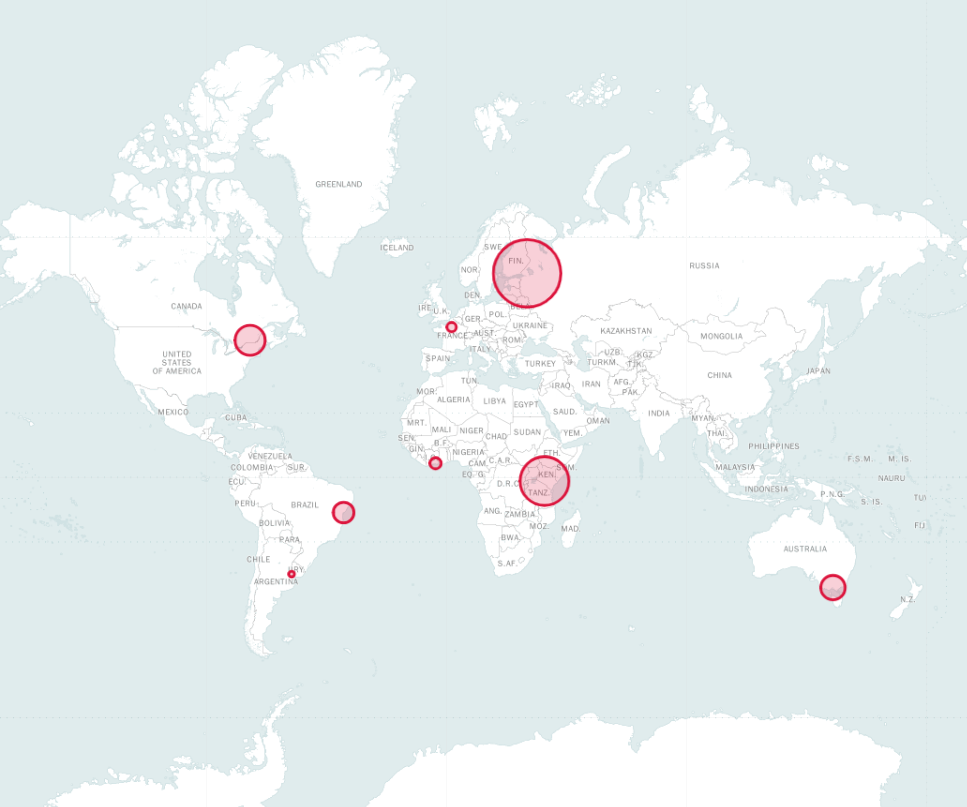 GREENLAND
ICELAND
SWE.
FIN.
NOR.
RUSSIA
DEN.
CANADA
IRE.
U.K.
BELA.
GER.
POL.
UKRAINE
KAZAKHSTAN
MONGOLIA
FRANCE
AUST.
ROM.
ITALY
SPAIN
TURKEY
UZB.
KGZ.
TURKM.
TJK.
UNITED
STATES
OF AMERICA
JAPAN
CHINA
TUN.
MOR.
ALGERIA
LIBYA
EGYPT
IRAQ
IRAN
AFG.
PAK.
MEXICO
CUBA
SAUD.
OMAN
INDIA
MYAN.
MRT.
MALI
NIGER
CHAD
SUDAN
YEM.
THAI.
SEN.
GIN.
B.F.
NIGERIA
ETH.
SOM.
PHILIPPINES
VENEZUELA
COLOMBIA
SUR.
CAM.
C.A.R.
F.S.M.
M. IS.
MALAYSIA
ECU.
EQ. G.
D.R.C.
KEN.
TANZ.
NAURU
INDONESIA
P.N.G.
S. IS.
TUV
PERU
BRAZIL
ANG.
ZAMBIA
MOZ.
MAD.
BOLIVIA
FIJ
PARA.
BWA.
CHILE
AUSTRALIA
S.AF.
URY.
ARGENTINA
N.Z.